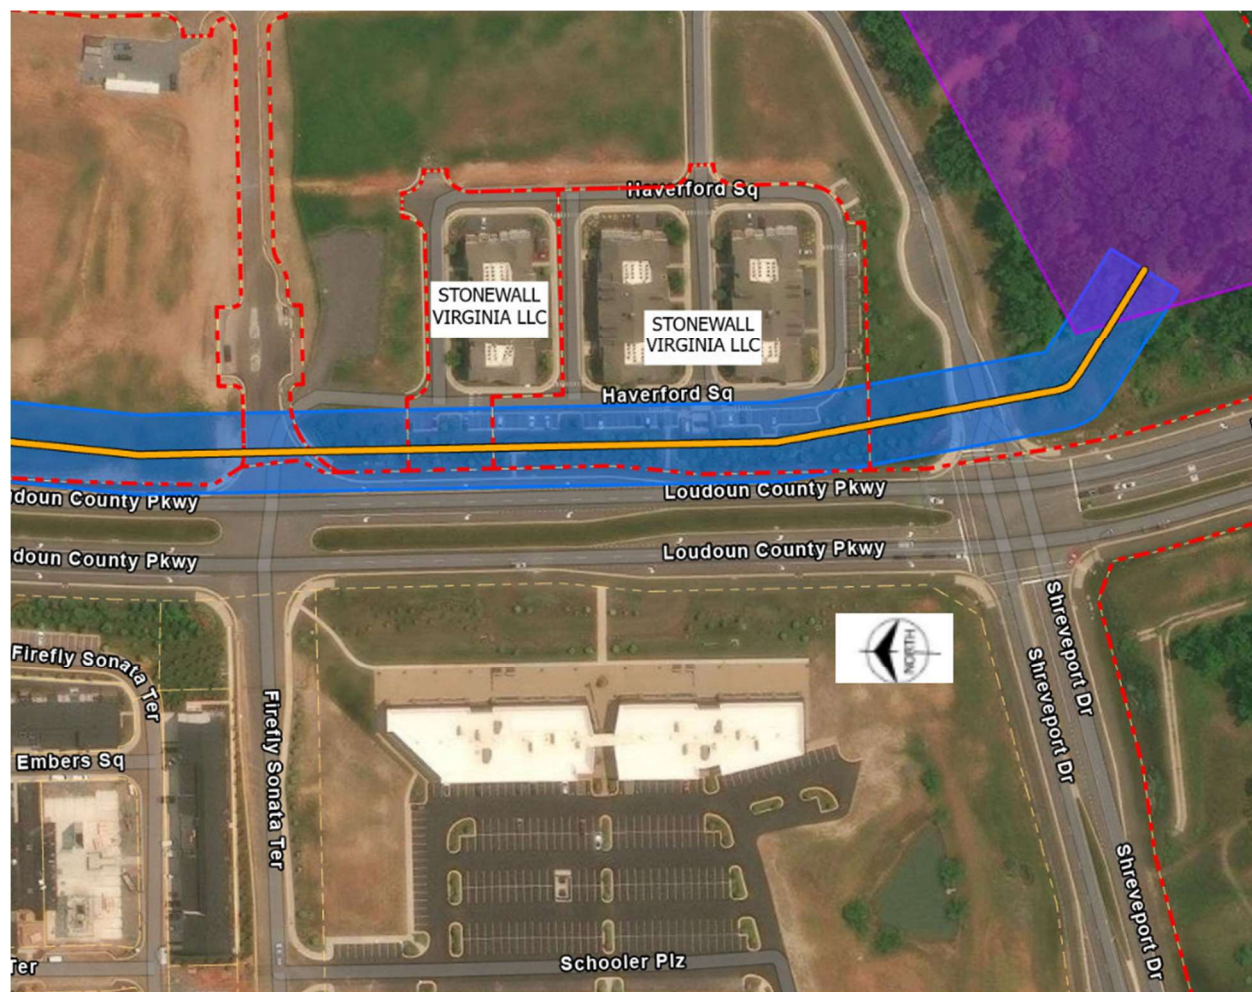 Haverford Sq
STONEWALL
VIRGINIA LLC
STONEWALL
VIRGINIA LLC
Haverford Sq
Loudoun County Pkwy
oudoun County Pkwy
Loudoun County Pkwy
doun County Pkwy
NORTH
Shreveport Dr
Shreveport Dr
Firefly Sonata Ter
Firefly Sonata Ter
Embers Sq
Schooler Plz
Ter
Shreveport Dr